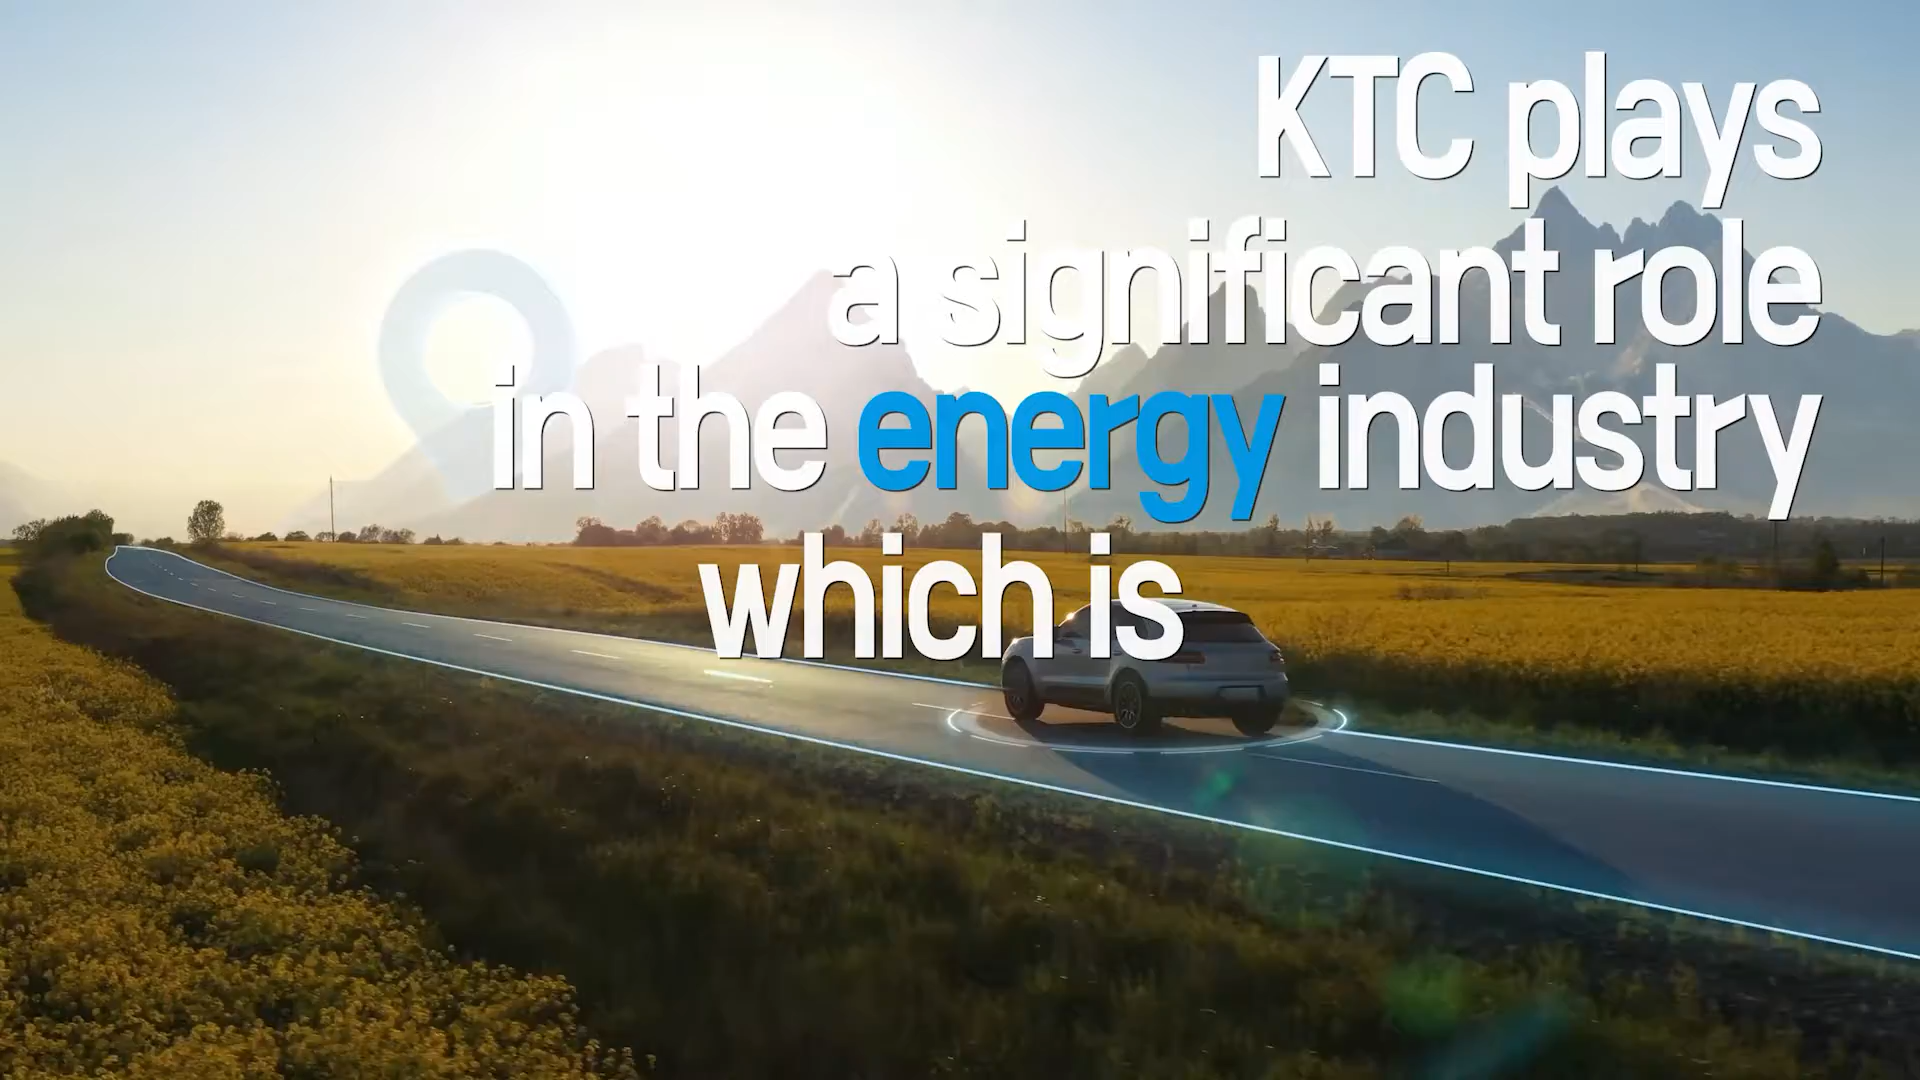 KTC plays
a significant role
in the energy industry
which is